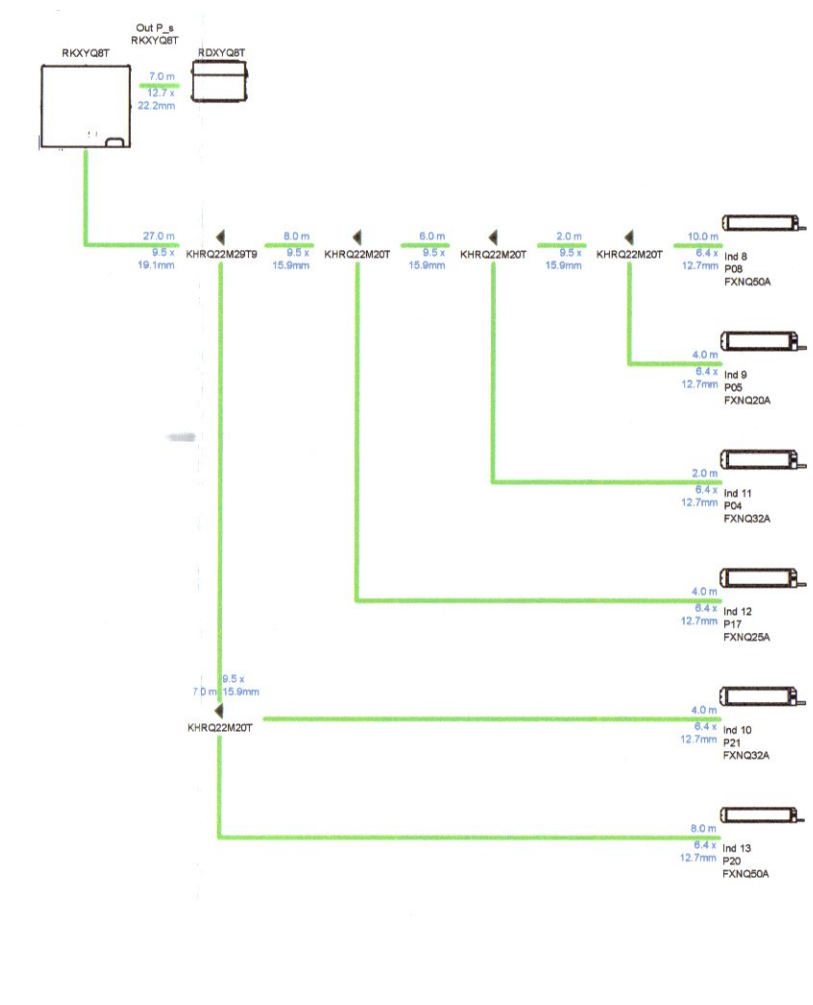 Out P_s
RKXYQ8T
RKXYQ8T
RDXYQ8T
7.0 m
12.7 x
22.2mm
27.0 m
9.5 x
19.1mm
KHRQ22M29T9
8.0 m
9.5 x
15.9mm
KHRQ22M20T
6.0 m
9.5 x
15.9mm
KHRQ22M20T
2.0 m
9.5 x
15.9mm
KHRQ22M20T
10.0 m
6.4 x
12.7mm
Ind 8
P08
FXNQ50A
4.0 m
6.4 x
12.7mm
Ind 9
P05
FXNQ20A
2.0 m
6.4 x
12.7mm
Ind 11
P04
FXNQ32A
4.0 m
6.4 x
12.7mm
Ind 12
P17
FXNQ25A
9.5 x
7.0 m 15.9mm
KHRQ22M20T
4.0 m
6.4 x
12.7mm
Ind 10
P21
FXNQ32A
8.0 m
6.4 x
12.7mm
Ind 13
P20
FXNQ50A